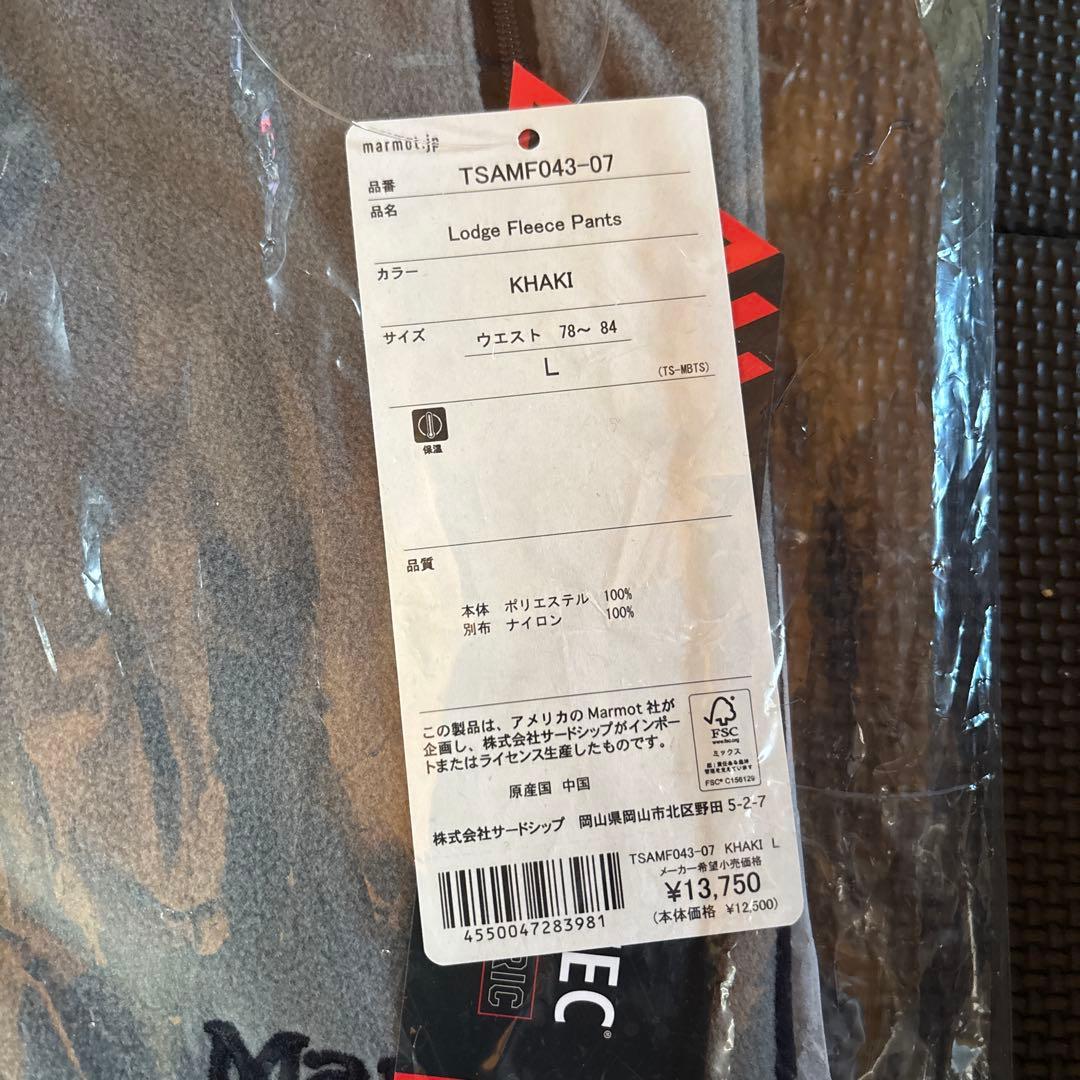 marmot.jp
品番 TSAMF043-07
品名
Lodge Fleece Pants
カラー
KHAKI
サイズ ウエスト 78～ 84
L (TS-MBTS)
保温
品質
本体 ポリエステル 100%
別布 ナイロン 100%
この製品は、アメリカのMarmot社が
企画し、株式会社サードシップがインポー
トまたはライセンス生産したものです。
FSC
www.fsc.org
ミックス
FSC® C156129
原産国 中国
株式会社サードシップ 岡山県岡山市北区野田 5-2-7
TSAMF043-07 KHAKI L
メーカー希望小売価格
¥13,750
(本体価格 ¥12,500)
4550047283981
TEC®
RIC
Mar